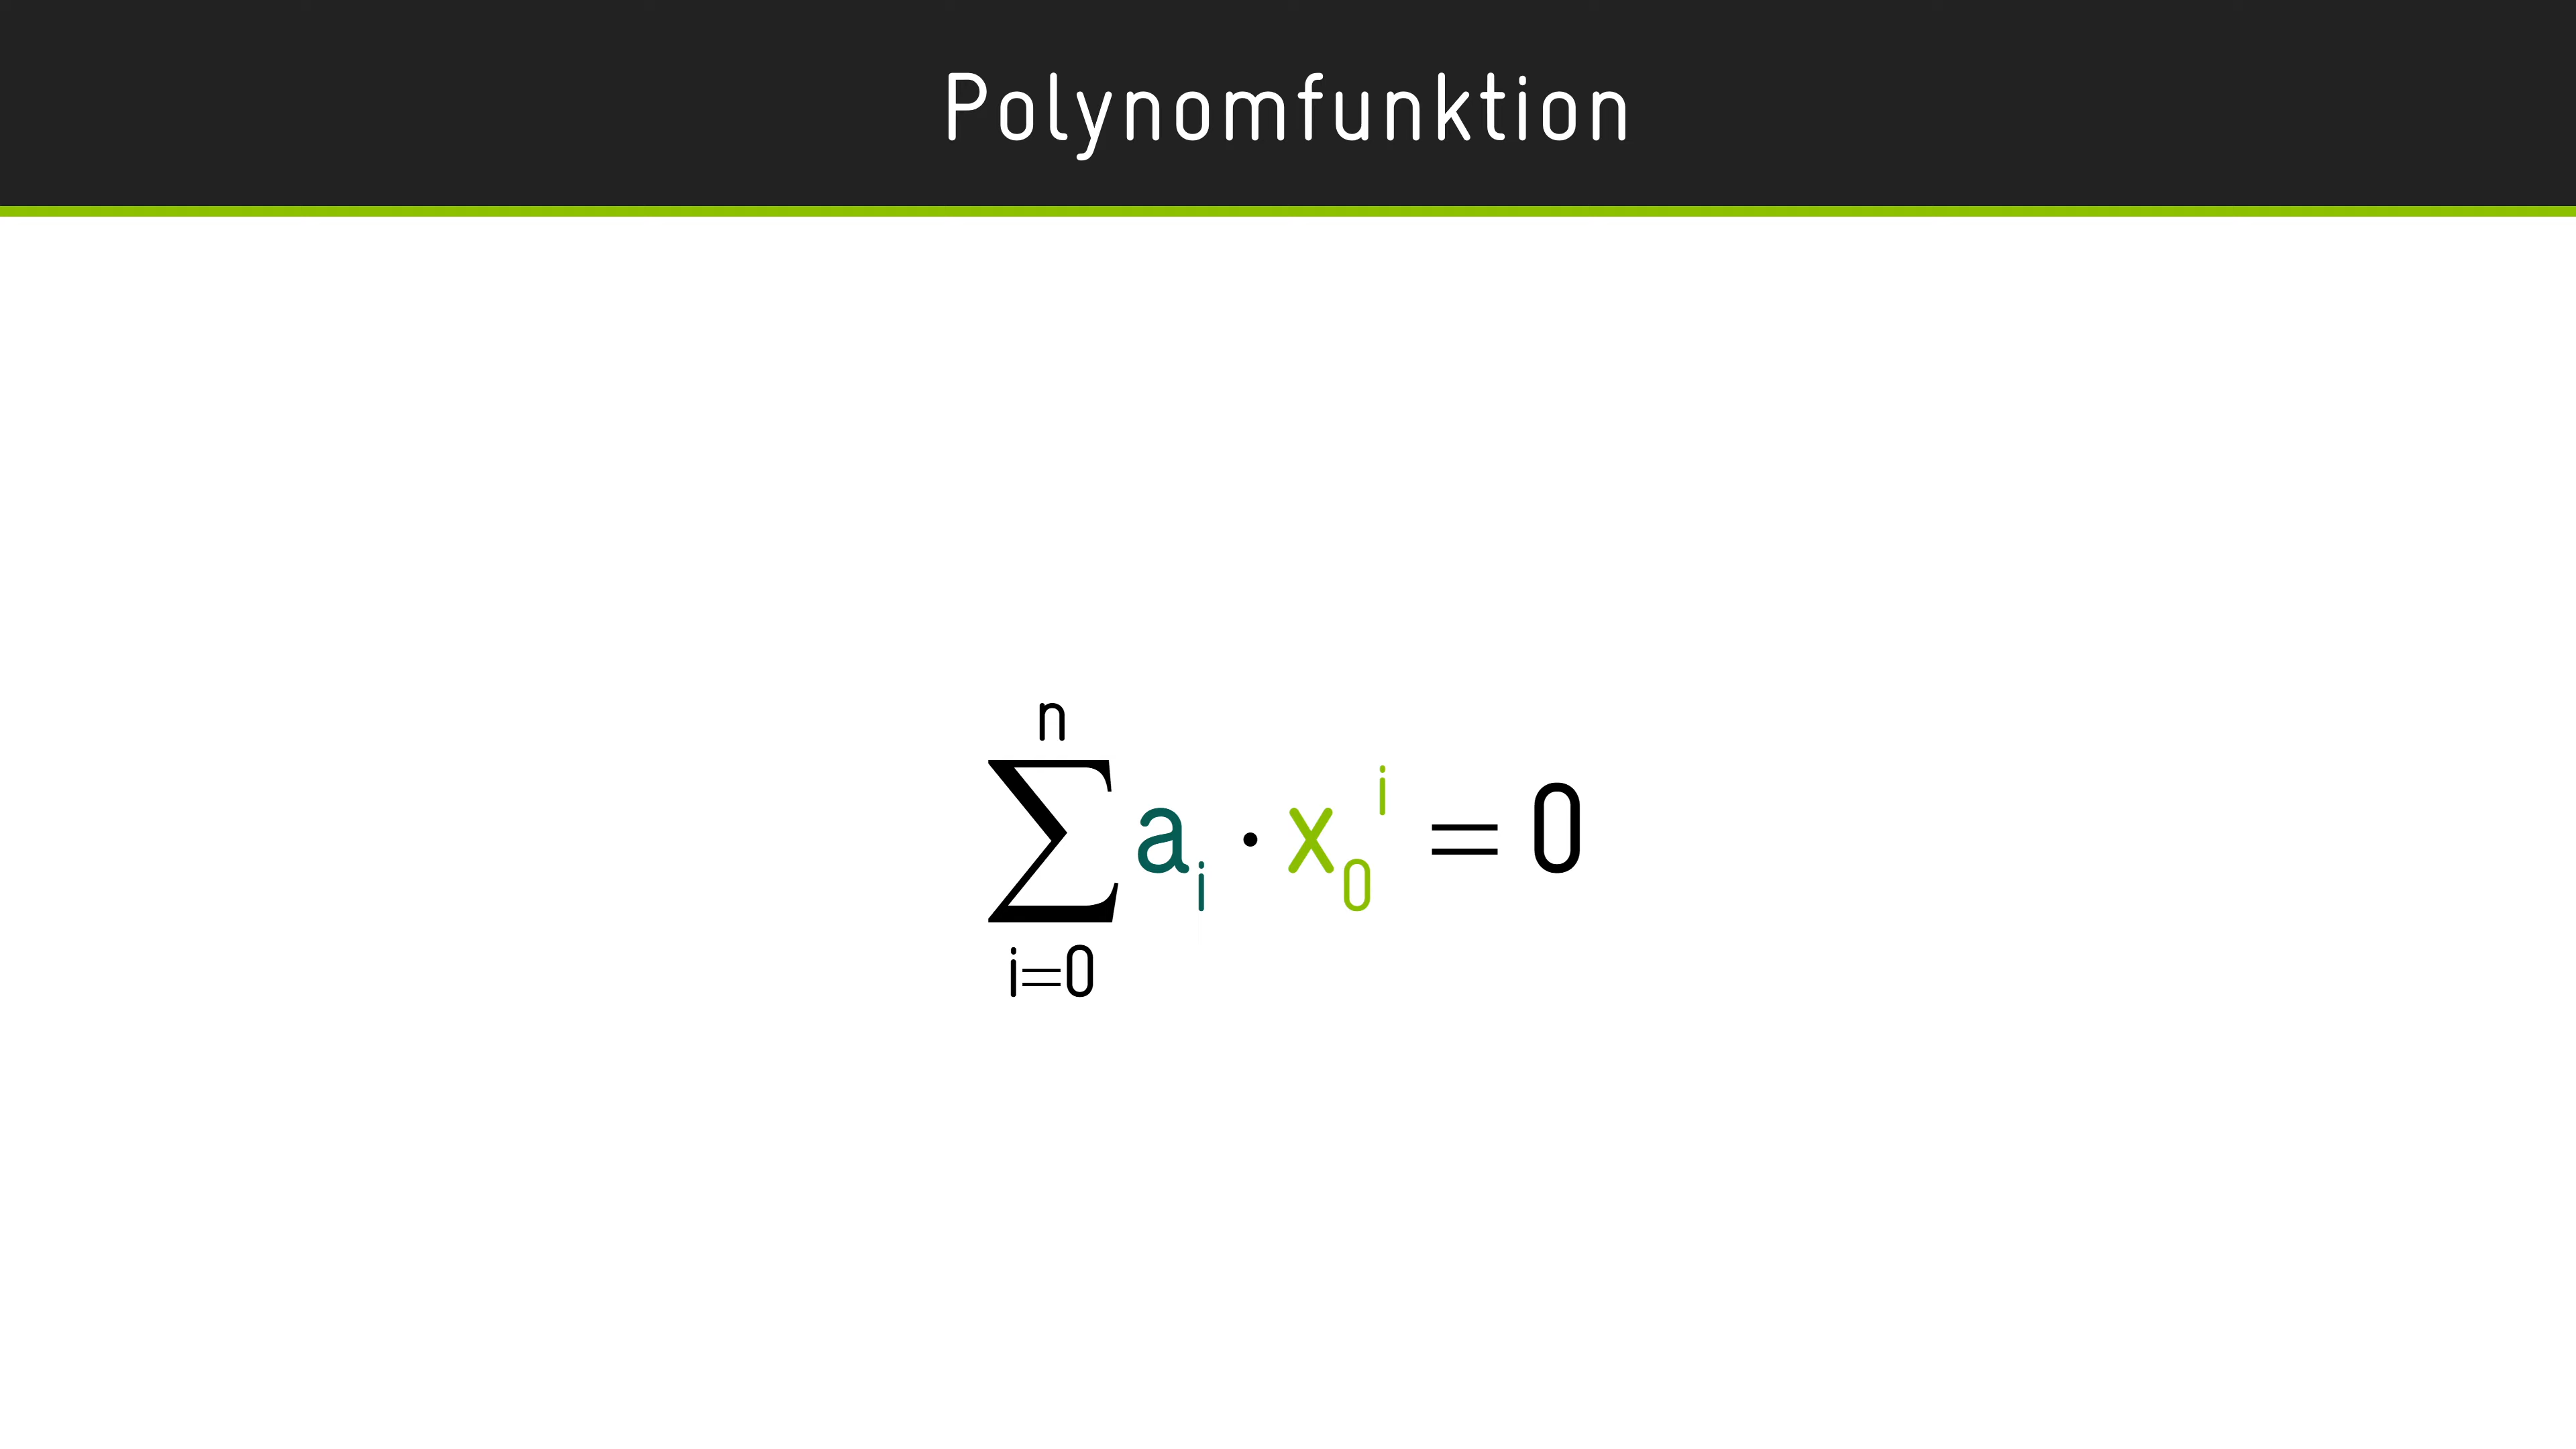 Polynomfunktion
n
∑ aᵢ · x₀ⁱ = 0
i=0